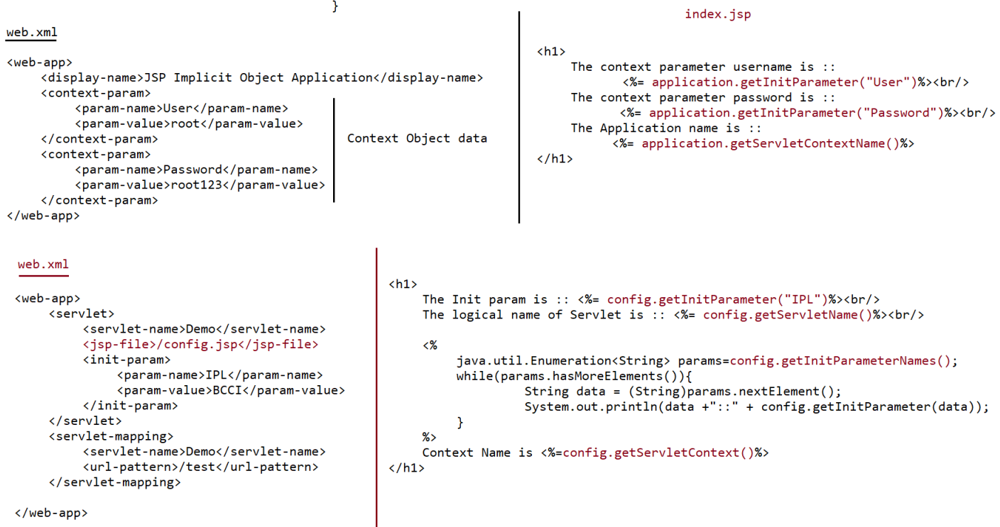 }
web.xml
<web-app>
<display-name>JSP Implicit Object Application</display-name>
<context-param>
<param-name>User</param-name>
<param-value>root</param-value>
</context-param>
<context-param>
<param-name>Password</param-name>
<param-value>root123</param-value>
</context-param>
</web-app>
Context Object data
index.jsp
<h1>
The context parameter username is ::
<%= application.getInitParameter("User")%><br/>
The context parameter password is ::
<%= application.getInitParameter("Password")%><br/>
The Application name is ::
<%= application.getServletContextName()%>
</h1>
web.xml
<web-app>
<servlet>
<servlet-name>Demo</servlet-name>
<jsp-file>/config.jsp</jsp-file>
<init-param>
<param-name>IPL</param-name>
<param-value>BCCI</param-value>
</init-param>
</servlet>
<servlet-mapping>
<servlet-name>Demo</servlet-name>
<url-pattern>/test</url-pattern>
</servlet-mapping>
</web-app>
<h1>
The Init param is :: <%= config.getInitParameter("IPL")%><br/>
The logical name of Servlet is :: <%= config.getServletName()%><br/>
<%
java.util.Enumeration<String> params=config.getInitParameterNames();
while(params.hasMoreElements()){
String data = (String)params.nextElement();
System.out.println(data +"::" + config.getInitParameter(data));
}
%>
Context Name is <%=config.getServletContext()%>
</h1>